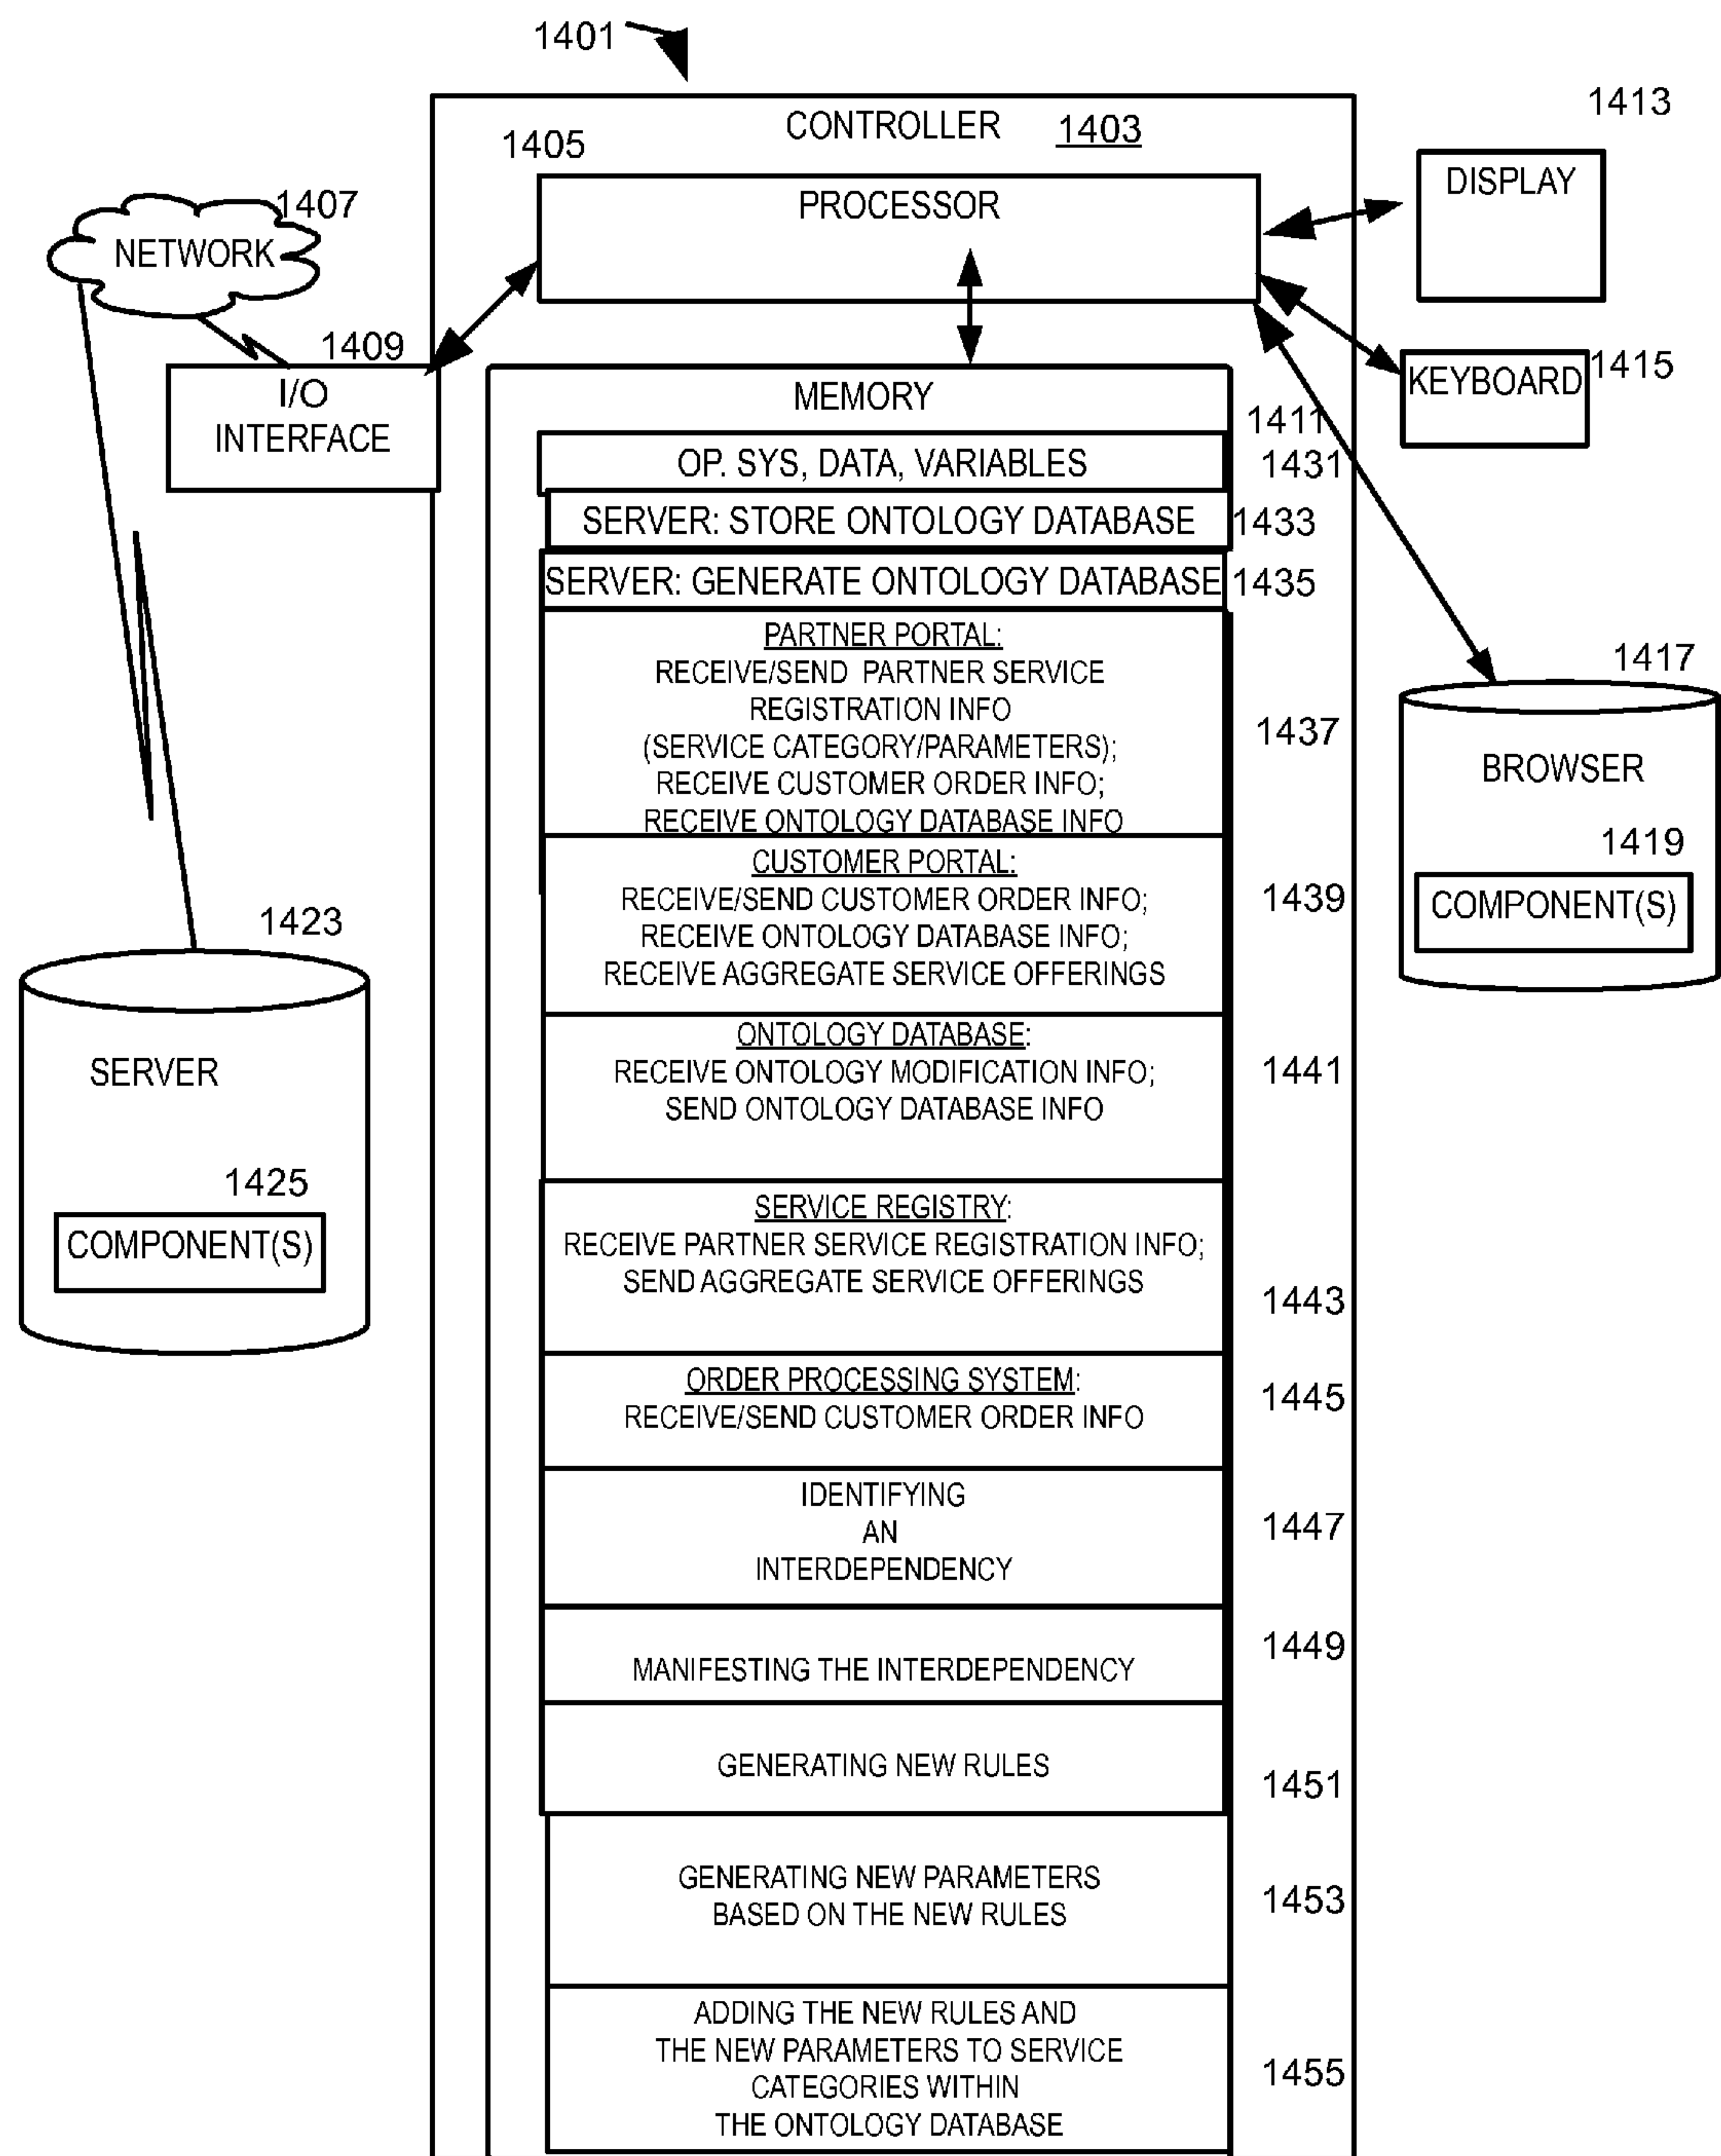 1401
1413
CONTROLLER 1403
1405
PROCESSOR
DISPLAY
1407
NETWORK
1409
I/O
INTERFACE
MEMORY
1411
KEYBOARD
1415
OP. SYS, DATA, VARIABLES
1431
SERVER: STORE ONTOLOGY DATABASE
1433
SERVER: GENERATE ONTOLOGY DATABASE
1435
PARTNER PORTAL:
RECEIVE/SEND PARTNER SERVICE
REGISTRATION INFO
(SERVICE CATEGORY/PARAMETERS);
RECEIVE CUSTOMER ORDER INFO;
RECEIVE ONTOLOGY DATABASE INFO
1437
1417
BROWSER
1419
COMPONENT(S)
CUSTOMER PORTAL:
RECEIVE/SEND CUSTOMER ORDER INFO;
RECEIVE ONTOLOGY DATABASE INFO;
RECEIVE AGGREGATE SERVICE OFFERINGS
1439
1423
SERVER
1425
COMPONENT(S)
ONTOLOGY DATABASE:
RECEIVE ONTOLOGY MODIFICATION INFO;
SEND ONTOLOGY DATABASE INFO
1441
SERVICE REGISTRY:
RECEIVE PARTNER SERVICE REGISTRATION INFO;
SEND AGGREGATE SERVICE OFFERINGS
1443
ORDER PROCESSING SYSTEM:
RECEIVE/SEND CUSTOMER ORDER INFO
1445
IDENTIFYING
AN
INTERDEPENDENCY
1447
MANIFESTING THE INTERDEPENDENCY
1449
GENERATING NEW RULES
1451
GENERATING NEW PARAMETERS
BASED ON THE NEW RULES
1453
ADDING THE NEW RULES AND
THE NEW PARAMETERS TO SERVICE
CATEGORIES WITHIN
THE ONTOLOGY DATABASE
1455